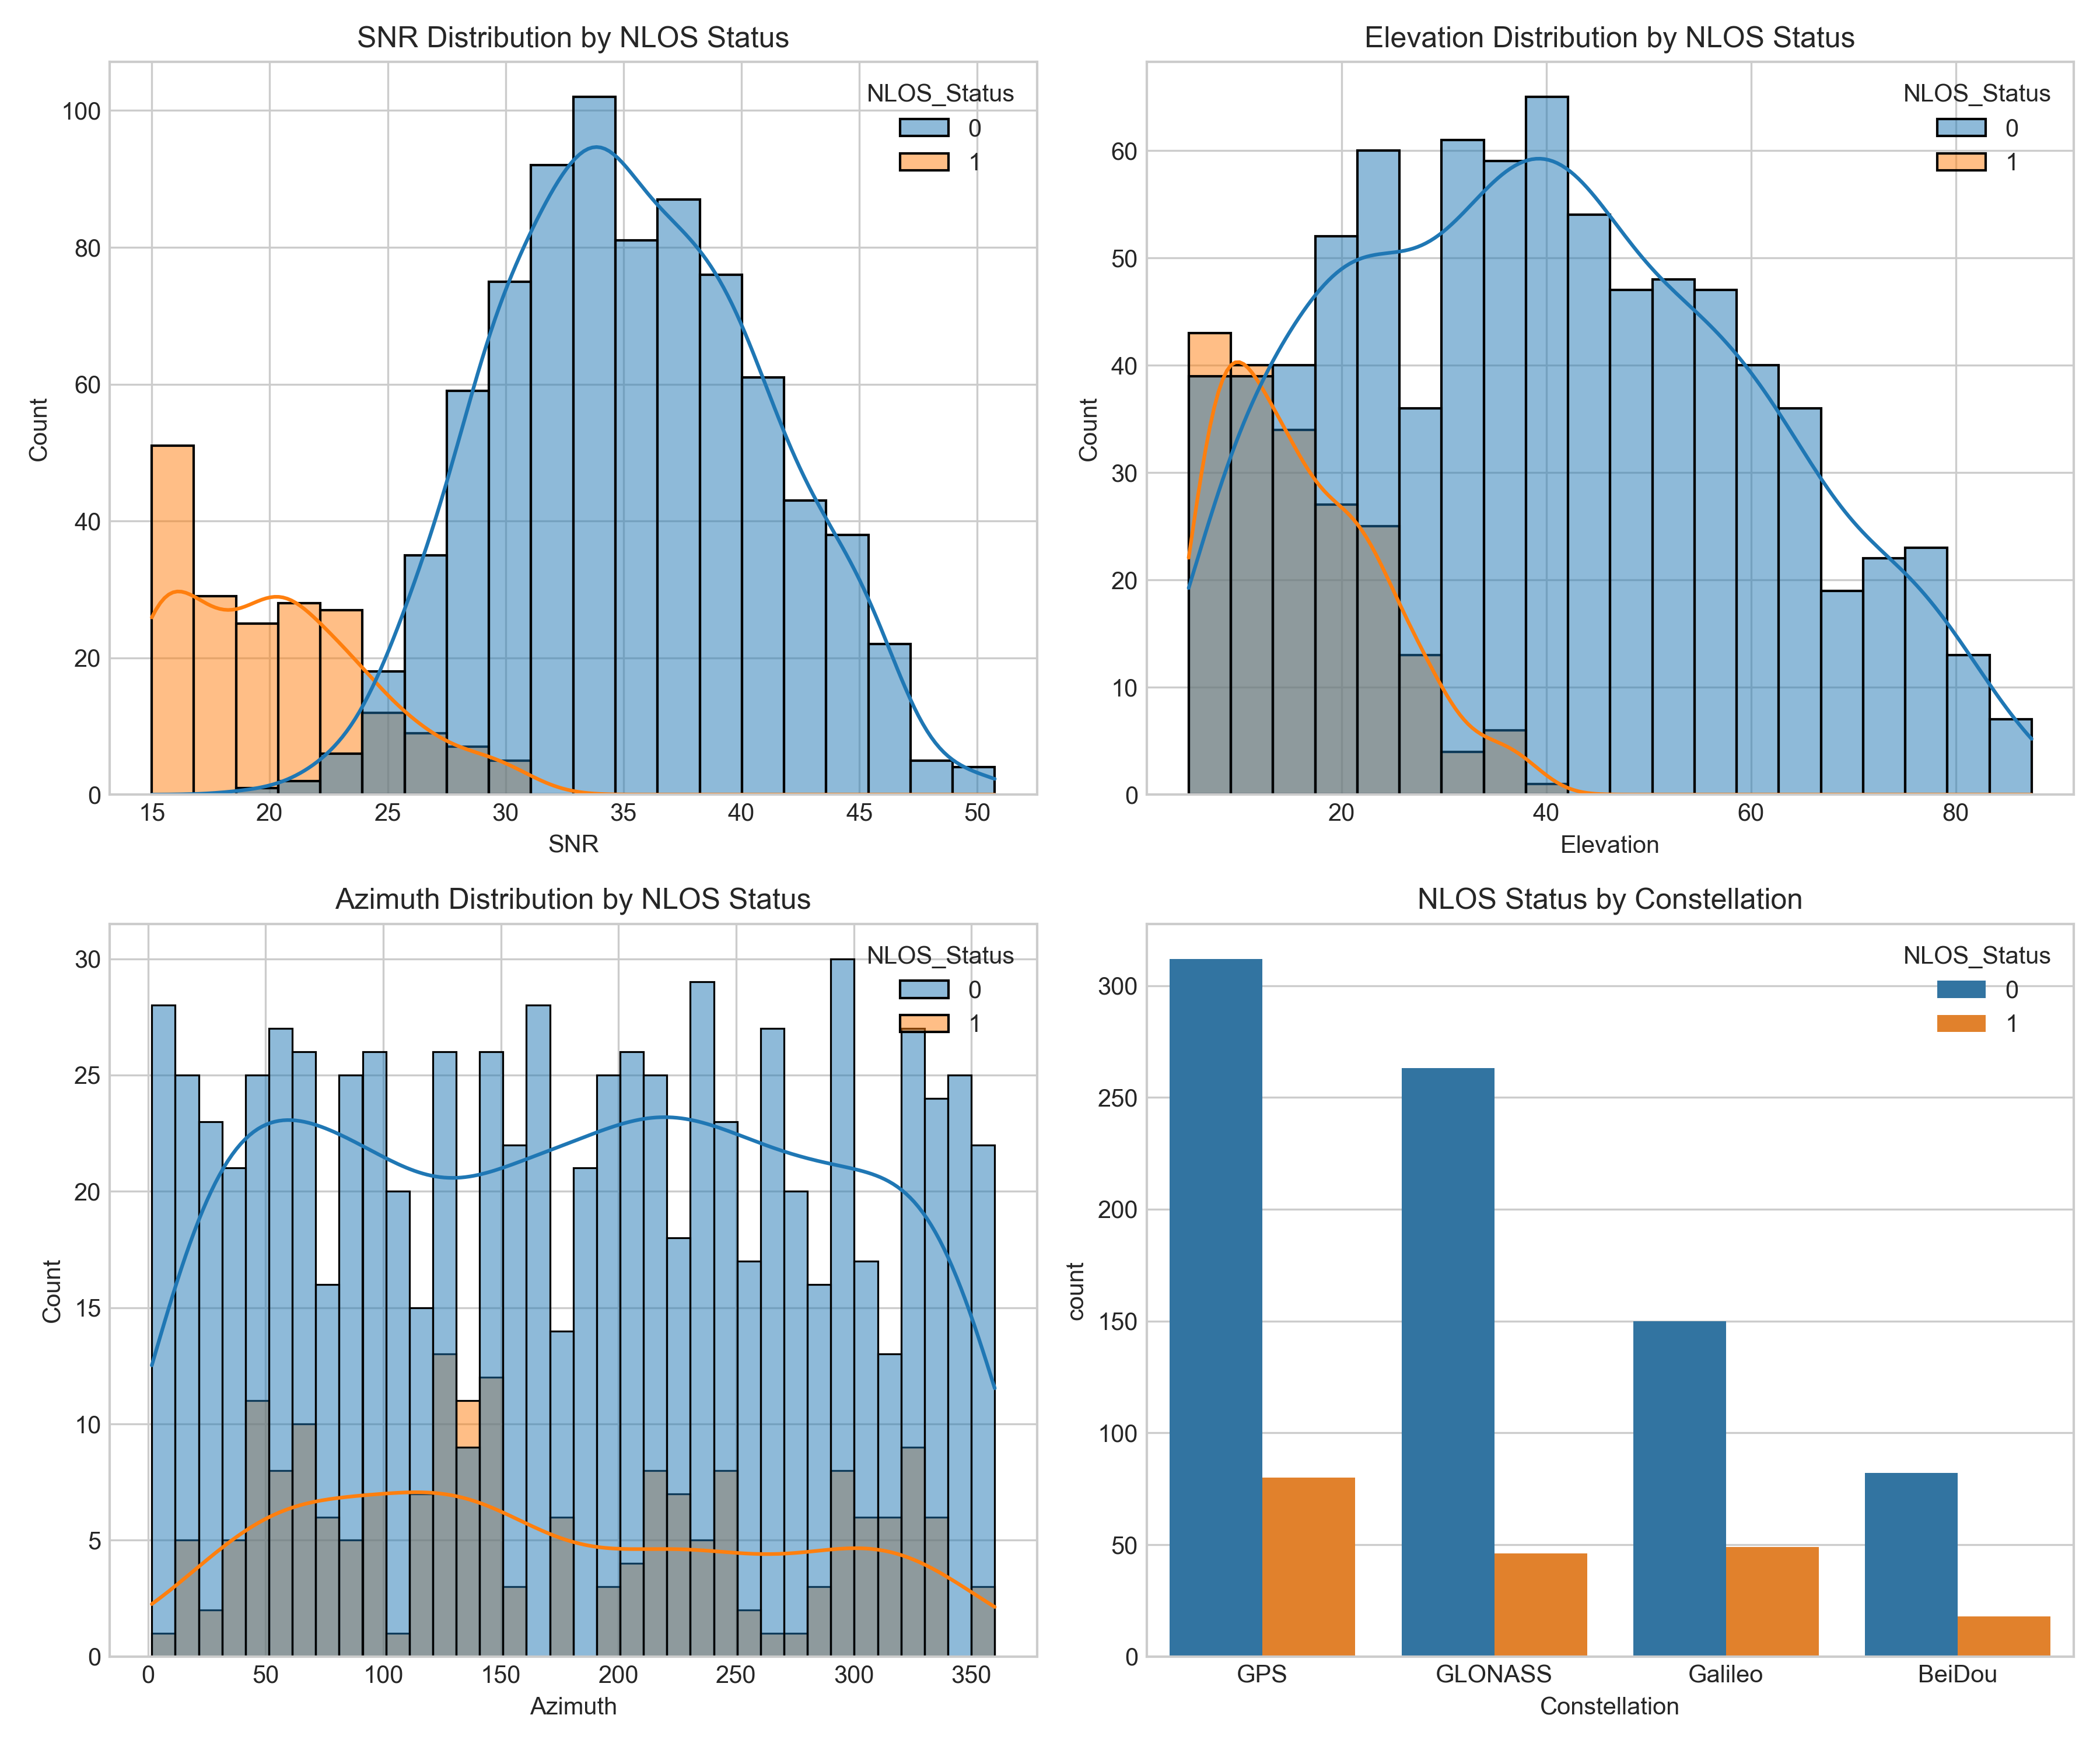 SNR Distribution by NLOS Status
Count
100
80
60
40
20
0
15 20 25 30 35 40 45 50
SNR
NLOS_Status
0
1
Elevation Distribution by NLOS Status
Count
60
50
40
30
20
10
0
20 40 60 80
Elevation
NLOS_Status
0
1
Azimuth Distribution by NLOS Status
Count
30
25
20
15
10
5
0
0 50 100 150 200 250 300 350
Azimuth
NLOS_Status
0
1
NLOS Status by Constellation
count
300
250
200
150
100
50
0
GPS GLONASS Galileo BeiDou
Constellation
NLOS_Status
0
1